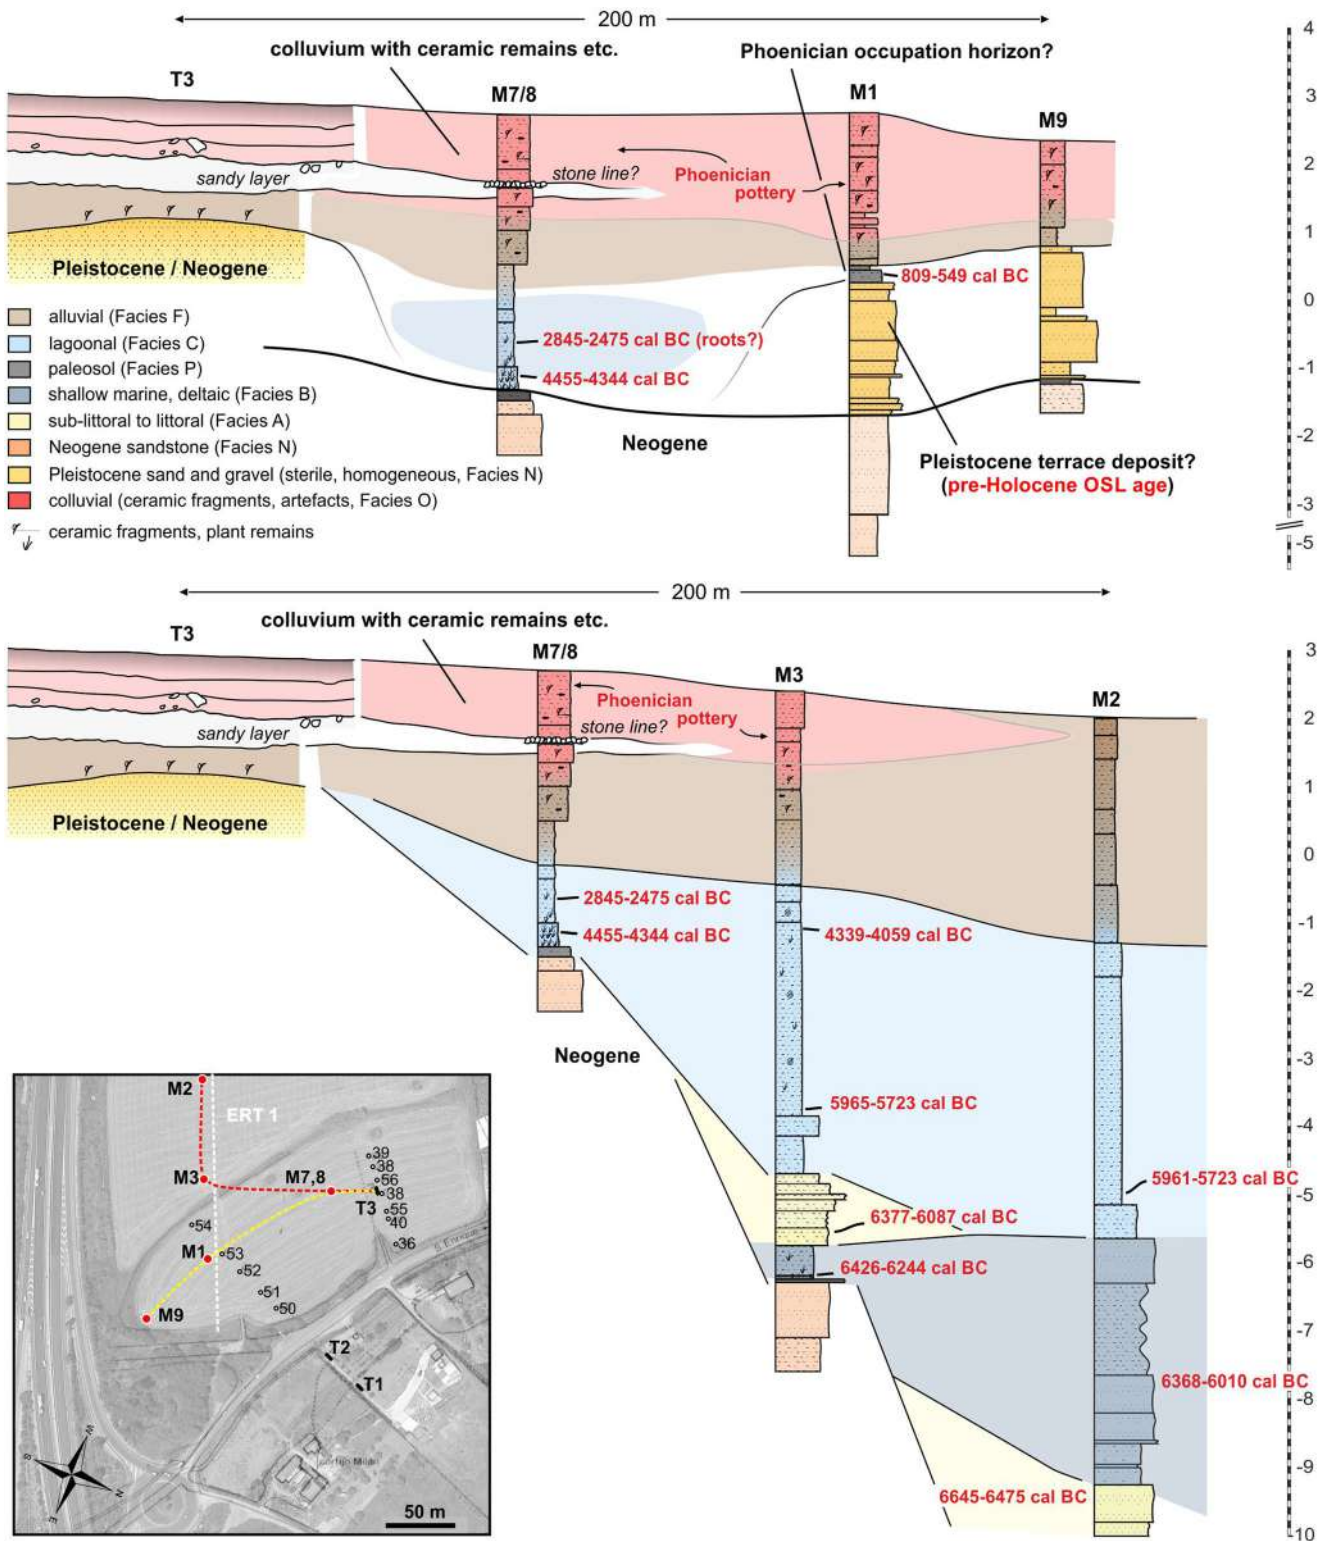 200 m
colluvium with ceramic remains etc.
Phoenician occupation horizon?
T3
M7/8
M1
M9
sandy layer
stone line?
Phoenician
pottery
Pleistocene / Neogene
809-549 cal BC
2845-2475 cal BC (roots?)
4455-4344 cal BC
Neogene
Pleistocene terrace deposit?
(pre-Holocene OSL age)
alluvial (Facies F)
lagoonal (Facies C)
paleosol (Facies P)
shallow marine, deltaic (Facies B)
sub-littoral to littoral (Facies A)
Neogene sandstone (Facies N)
Pleistocene sand and gravel (sterile, homogeneous, Facies N)
colluvial (ceramic fragments, artefacts, Facies O)
ceramic fragments, plant remains
4
3
2
1
0
-1
-2
-3
-5
200 m
colluvium with ceramic remains etc.
T3
M7/8
M3
M2
Phoenician
pottery
stone line?
sandy layer
Pleistocene / Neogene
2845-2475 cal BC
4455-4344 cal BC
4339-4059 cal BC
Neogene
5965-5723 cal BC
5961-5723 cal BC
6377-6087 cal BC
6426-6244 cal BC
6368-6010 cal BC
6645-6475 cal BC
3
2
1
0
-1
-2
-3
-4
-5
-6
-7
-8
-9
-10
M2
ERT 1
M3
M7,8
39
38
56
38
T3
55
40
36
54
M1
53
52
51
50
M9
T2
T1
W
S
N
E
50 m